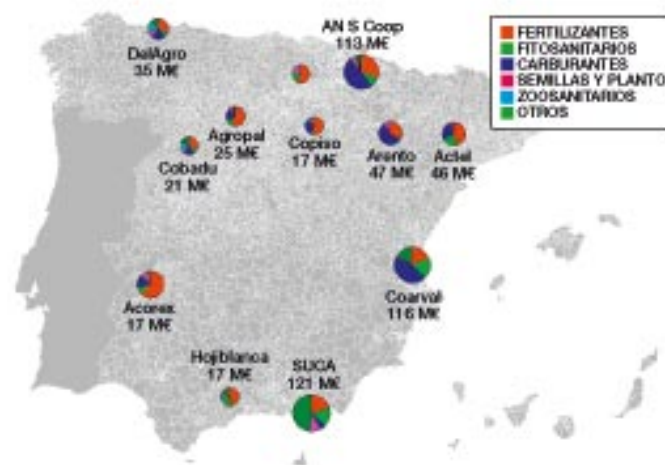 AN S Coop
113 M€
DelAgro
35 M€
FERTILIZANTES
FITOSANITARIOS
CARBURANTES
SEMILLAS Y PLANTO
ZOOSANITARIOS
OTROS
Agropal
25 M€
Copiso
17 M€
Arento
47 M€
Actel
46 M€
Cobadu
21 M€
Acorex
17 M€
Coarval
116 M€
Hojiblanca
17 M€
SUCA
121 M€